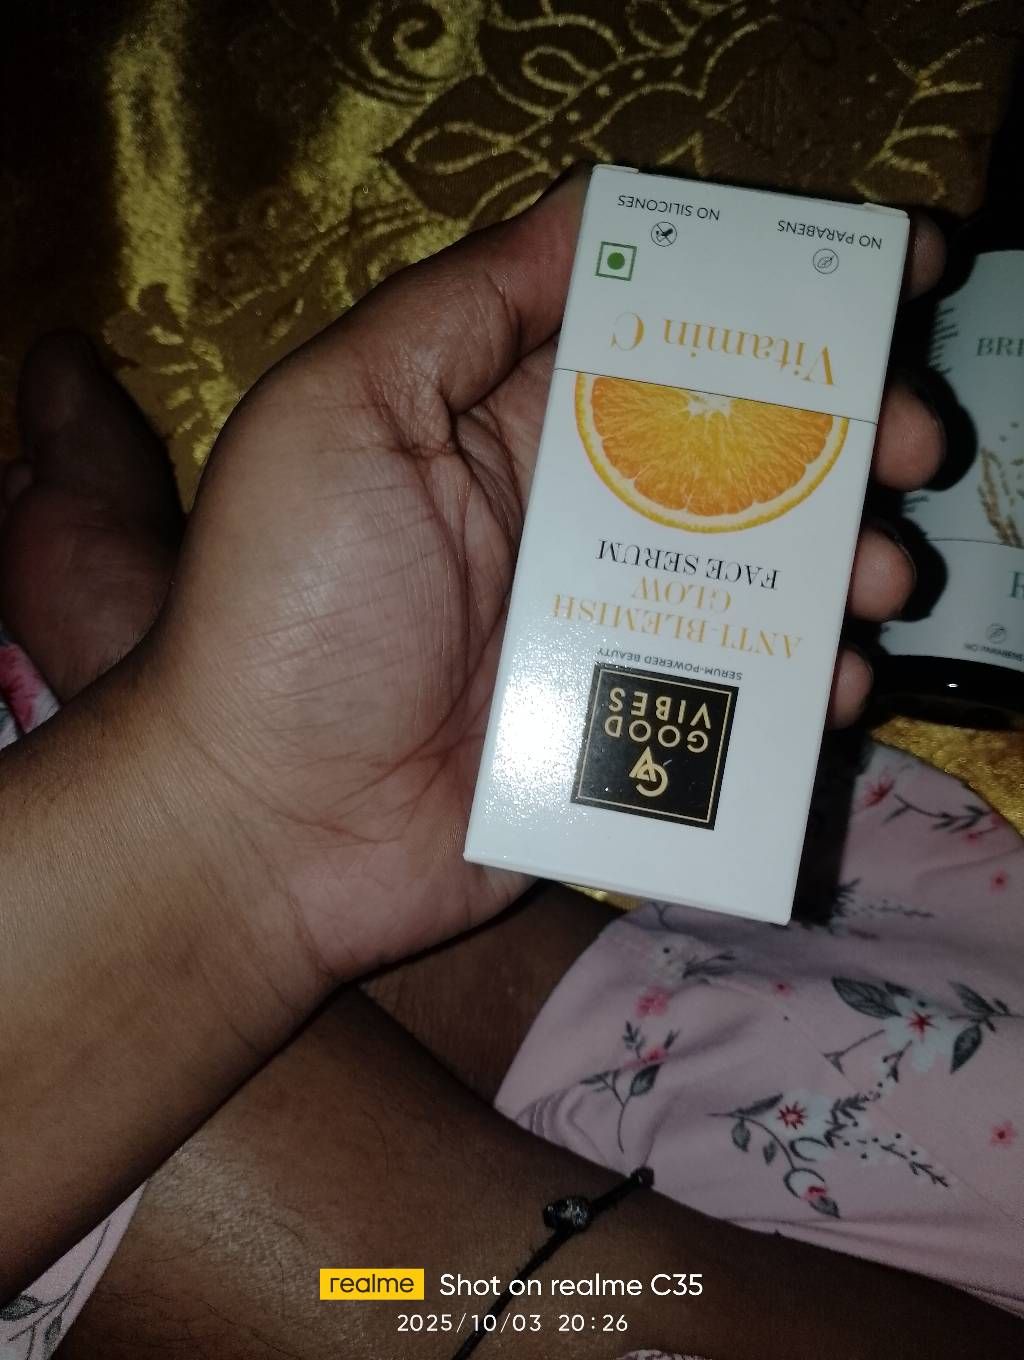 GV
GOOD
VIBES
SERUM-POWERED BEAUTY
ANTI-BLEMISH
GLOW
FACE SERUM
Vitamin C
NO PARABENS
NO SILICONES
realme Shot on realme C35
2025/10/03 20:26